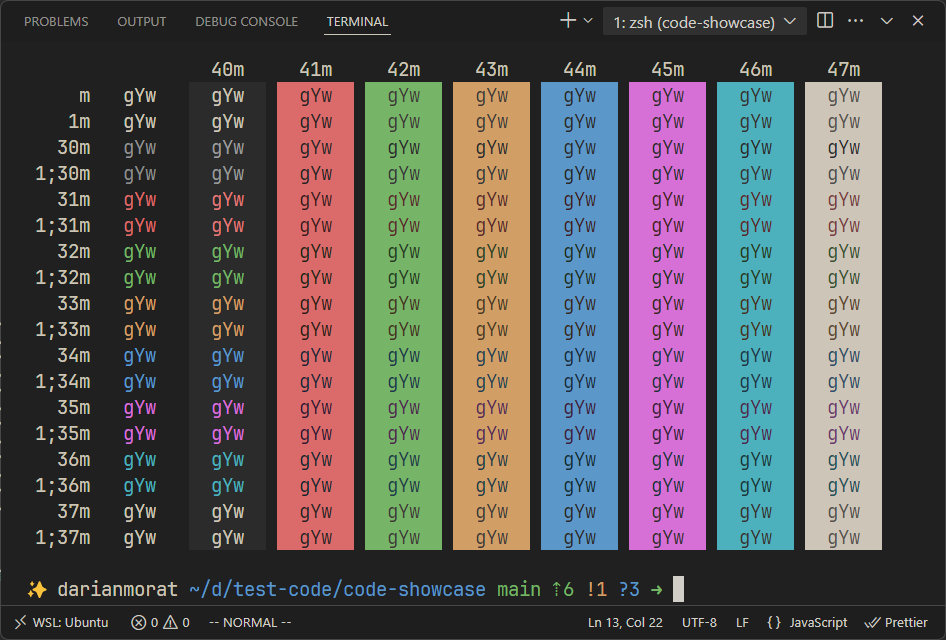 PROBLEMS OUTPUT DEBUG CONSOLE TERMINAL 1: zsh (code-showcase)
40m 41m 42m 43m 44m 45m 46m 47m
m gYw gYw gYw gYw gYw gYw gYw gYw gYw
1m gYw gYw gYw gYw gYw gYw gYw gYw gYw
30m gYw gYw gYw gYw gYw gYw gYw gYw gYw
1;30m gYw gYw gYw gYw gYw gYw gYw gYw gYw
31m gYw gYw gYw gYw gYw gYw gYw gYw gYw
1;31m gYw gYw gYw gYw gYw gYw gYw gYw gYw
32m gYw gYw gYw gYw gYw gYw gYw gYw gYw
1;32m gYw gYw gYw gYw gYw gYw gYw gYw gYw
33m gYw gYw gYw gYw gYw gYw gYw gYw gYw
1;33m gYw gYw gYw gYw gYw gYw gYw gYw gYw
34m gYw gYw gYw gYw gYw gYw gYw gYw gYw
1;34m gYw gYw gYw gYw gYw gYw gYw gYw gYw
35m gYw gYw gYw gYw gYw gYw gYw gYw gYw
1;35m gYw gYw gYw gYw gYw gYw gYw gYw gYw
36m gYw gYw gYw gYw gYw gYw gYw gYw gYw
1;36m gYw gYw gYw gYw gYw gYw gYw gYw gYw
37m gYw gYw gYw gYw gYw gYw gYw gYw gYw
1;37m gYw gYw gYw gYw gYw gYw gYw gYw gYw
✨ darianmorat ~/d/test-code/code-showcase main ⇡6 !1 ?3 ➜
WSL: Ubuntu 0 0 -- NORMAL -- Ln 13, Col 22 UTF-8 LF {} JavaScript Prettier